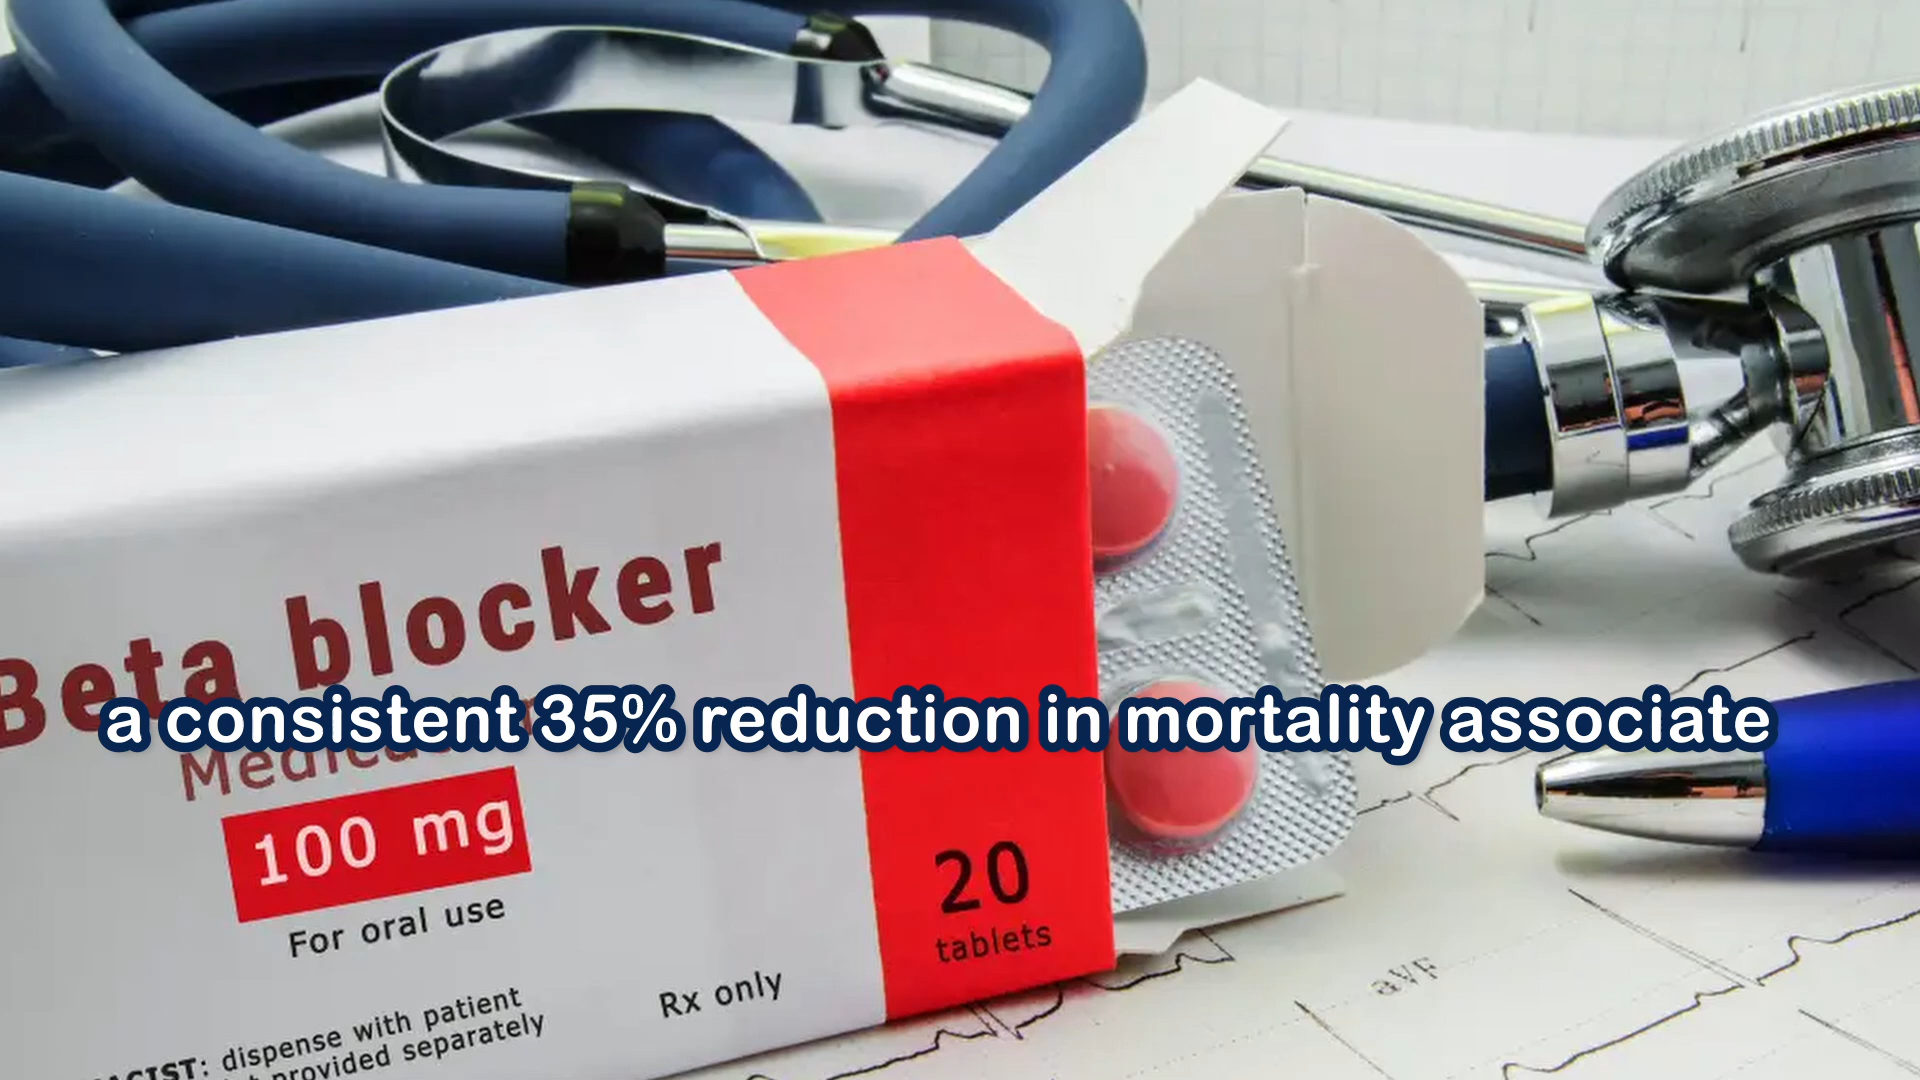 Beta blocker
a consistent 35% reduction in mortality associate
100 mg
For oral use
20
tablets
Rx only
dispense with patient
provided separately
aVF